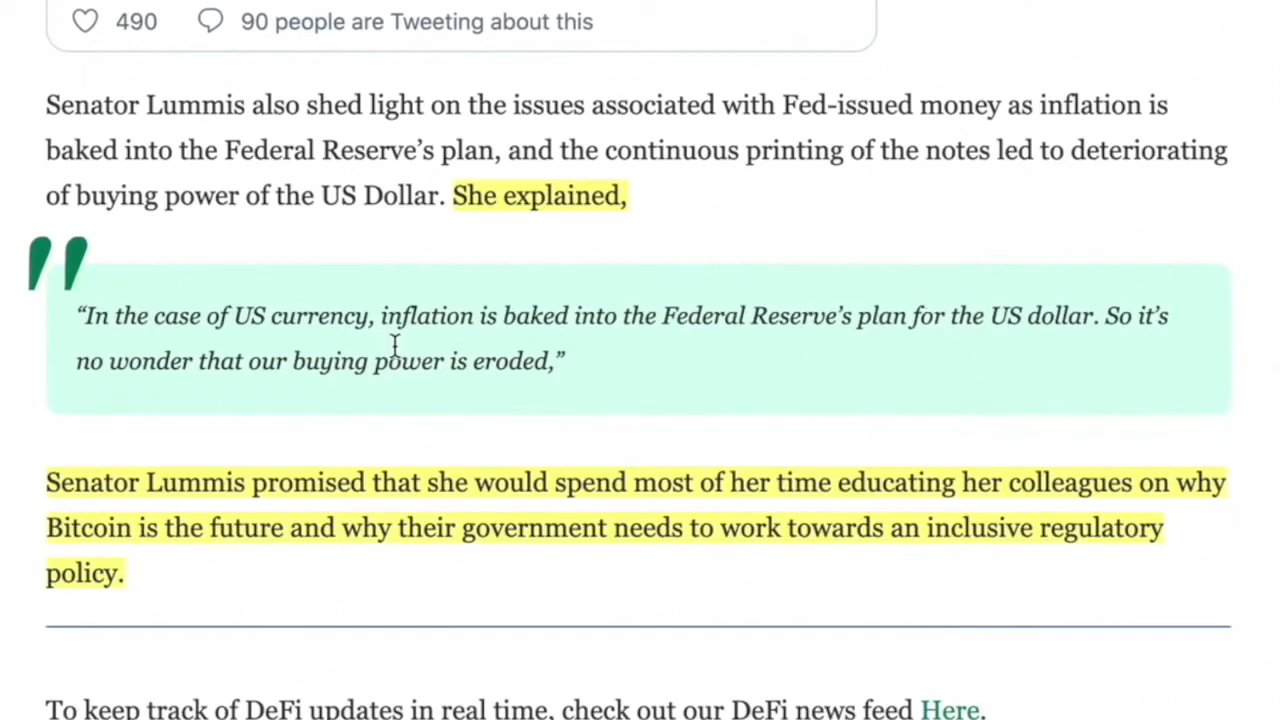 490 90 people are Tweeting about this
Senator Lummis also shed light on the issues associated with Fed-issued money as inflation is
baked into the Federal Reserve’s plan, and the continuous printing of the notes led to deteriorating
of buying power of the US Dollar. She explained,
“In the case of US currency, inflation is baked into the Federal Reserve’s plan for the US dollar. So it’s
no wonder that our buying power is eroded,”
Senator Lummis promised that she would spend most of her time educating her colleagues on why
Bitcoin is the future and why their government needs to work towards an inclusive regulatory
policy.
To keep track of DeFi updates in real time, check out our DeFi news feed Here.